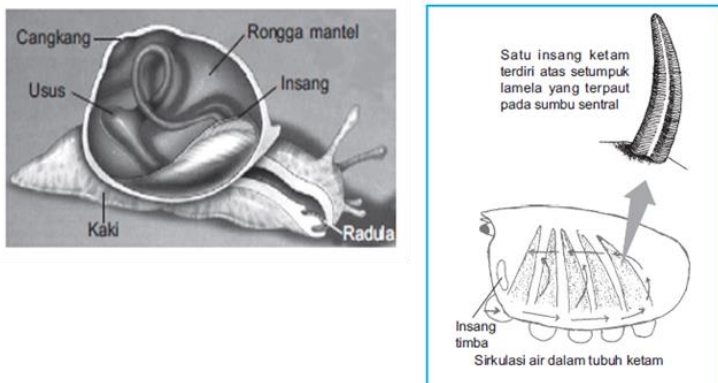 Cangkang
Rongga mantel
Usus
Insang
Kaki
Radula
Satu insang ketam
terdiri atas setumpuk
lamela yang terpaut
pada sumbu sentral
Insang
timba
Sirkulasi air dalam tubuh ketam